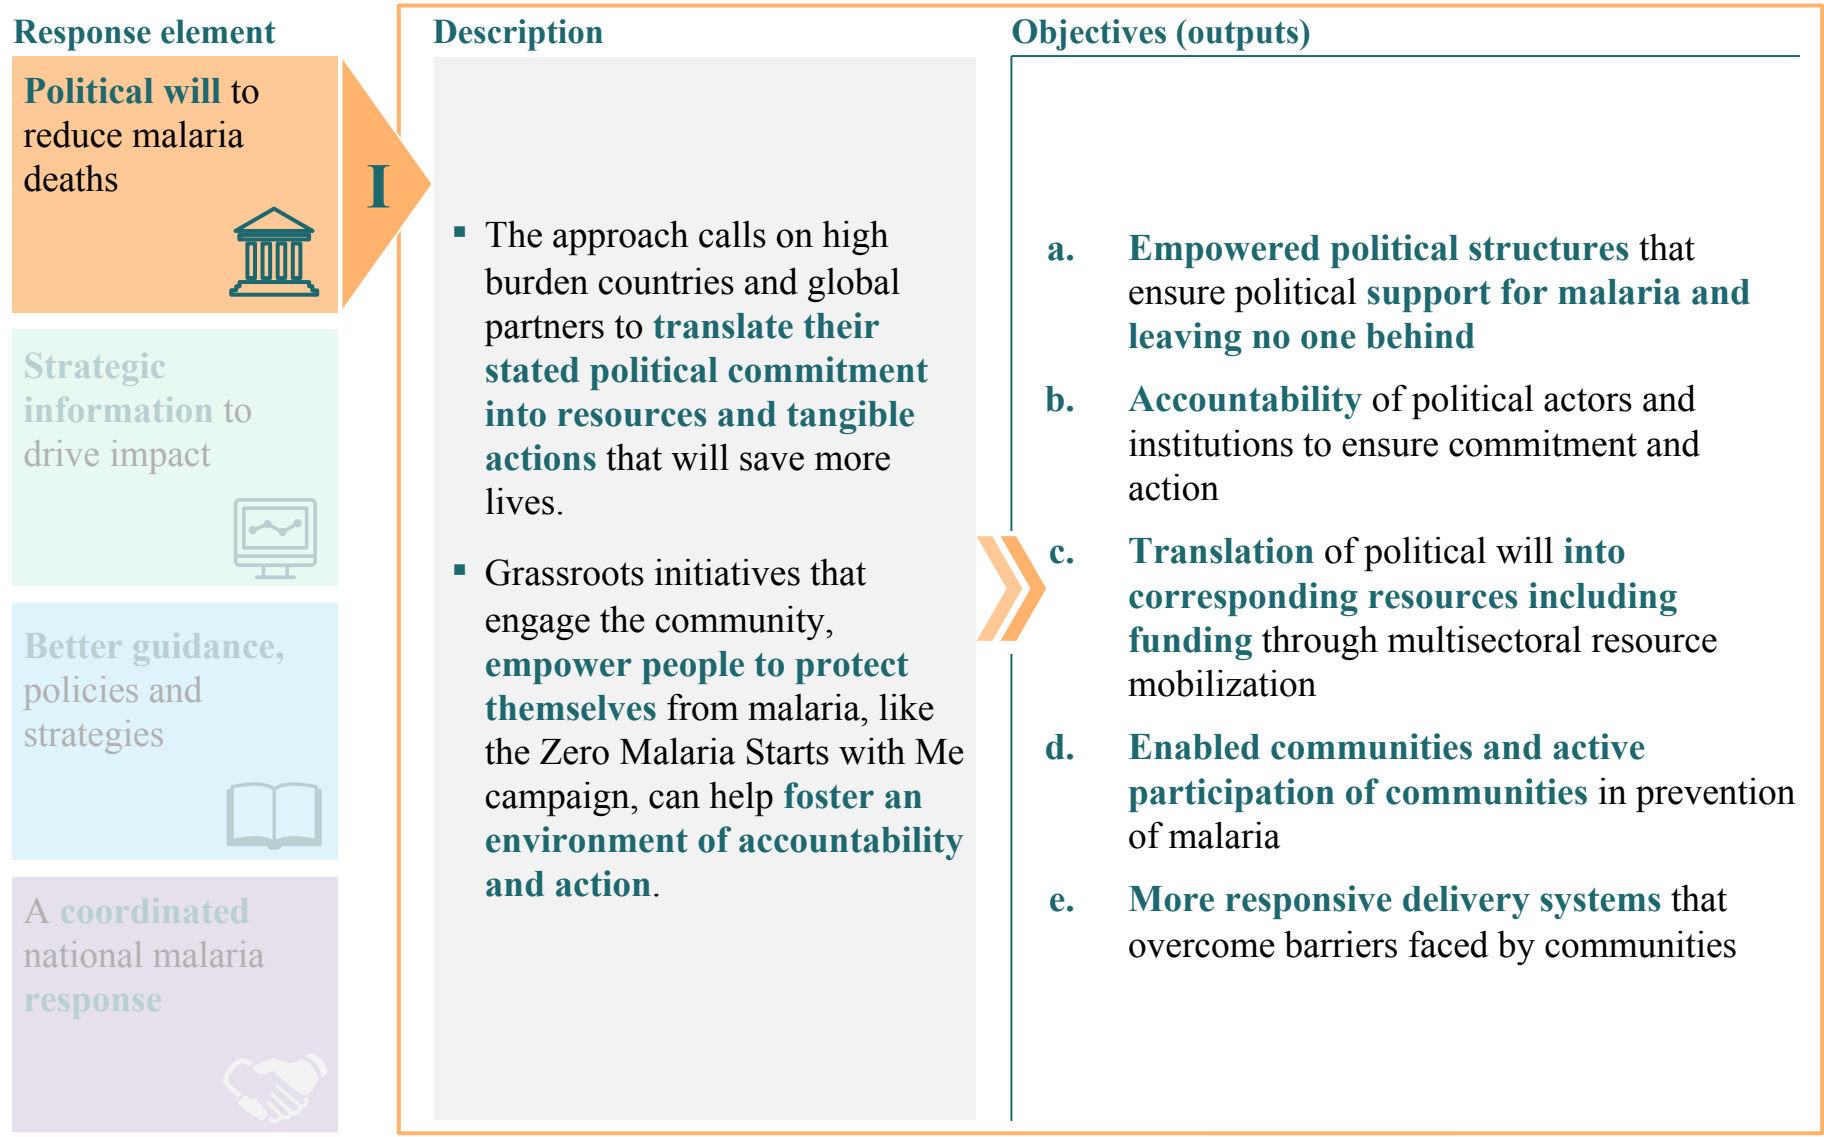 Response element
Political will to
reduce malaria
deaths
I
Strategic
information to
drive impact
Better guidance,
policies and
strategies
A coordinated
national malaria
response
Description
▪ The approach calls on high
burden countries and global
partners to translate their
stated political commitment
into resources and tangible
actions that will save more
lives.
▪ Grassroots initiatives that
engage the community,
empower people to protect
themselves from malaria, like
the Zero Malaria Starts with Me
campaign, can help foster an
environment of accountability
and action.
Objectives (outputs)
a. Empowered political structures that
ensure political support for malaria and
leaving no one behind
b. Accountability of political actors and
institutions to ensure commitment and
action
c. Translation of political will into
corresponding resources including
funding through multisectoral resource
mobilization
d. Enabled communities and active
participation of communities in prevention
of malaria
e. More responsive delivery systems that
overcome barriers faced by communities